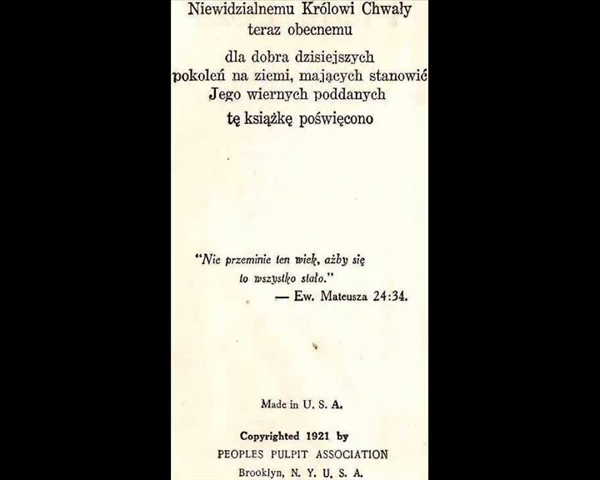 Niewidzialnemu Królowi Chwały
teraz obecnemu
dla dobra dzisiejszych
pokoleń na ziemi, mających stanowić
Jego wiernych poddanych
tę książkę poświęcono
"Nie przeminie ten wiek, ażby się
to wszystko stało."
— Ew. Mateusza 24:34.
Made in U. S. A.
Copyrighted 1921 by
PEOPLES PULPIT ASSOCIATION
Brooklyn, N. Y. U. S. A.